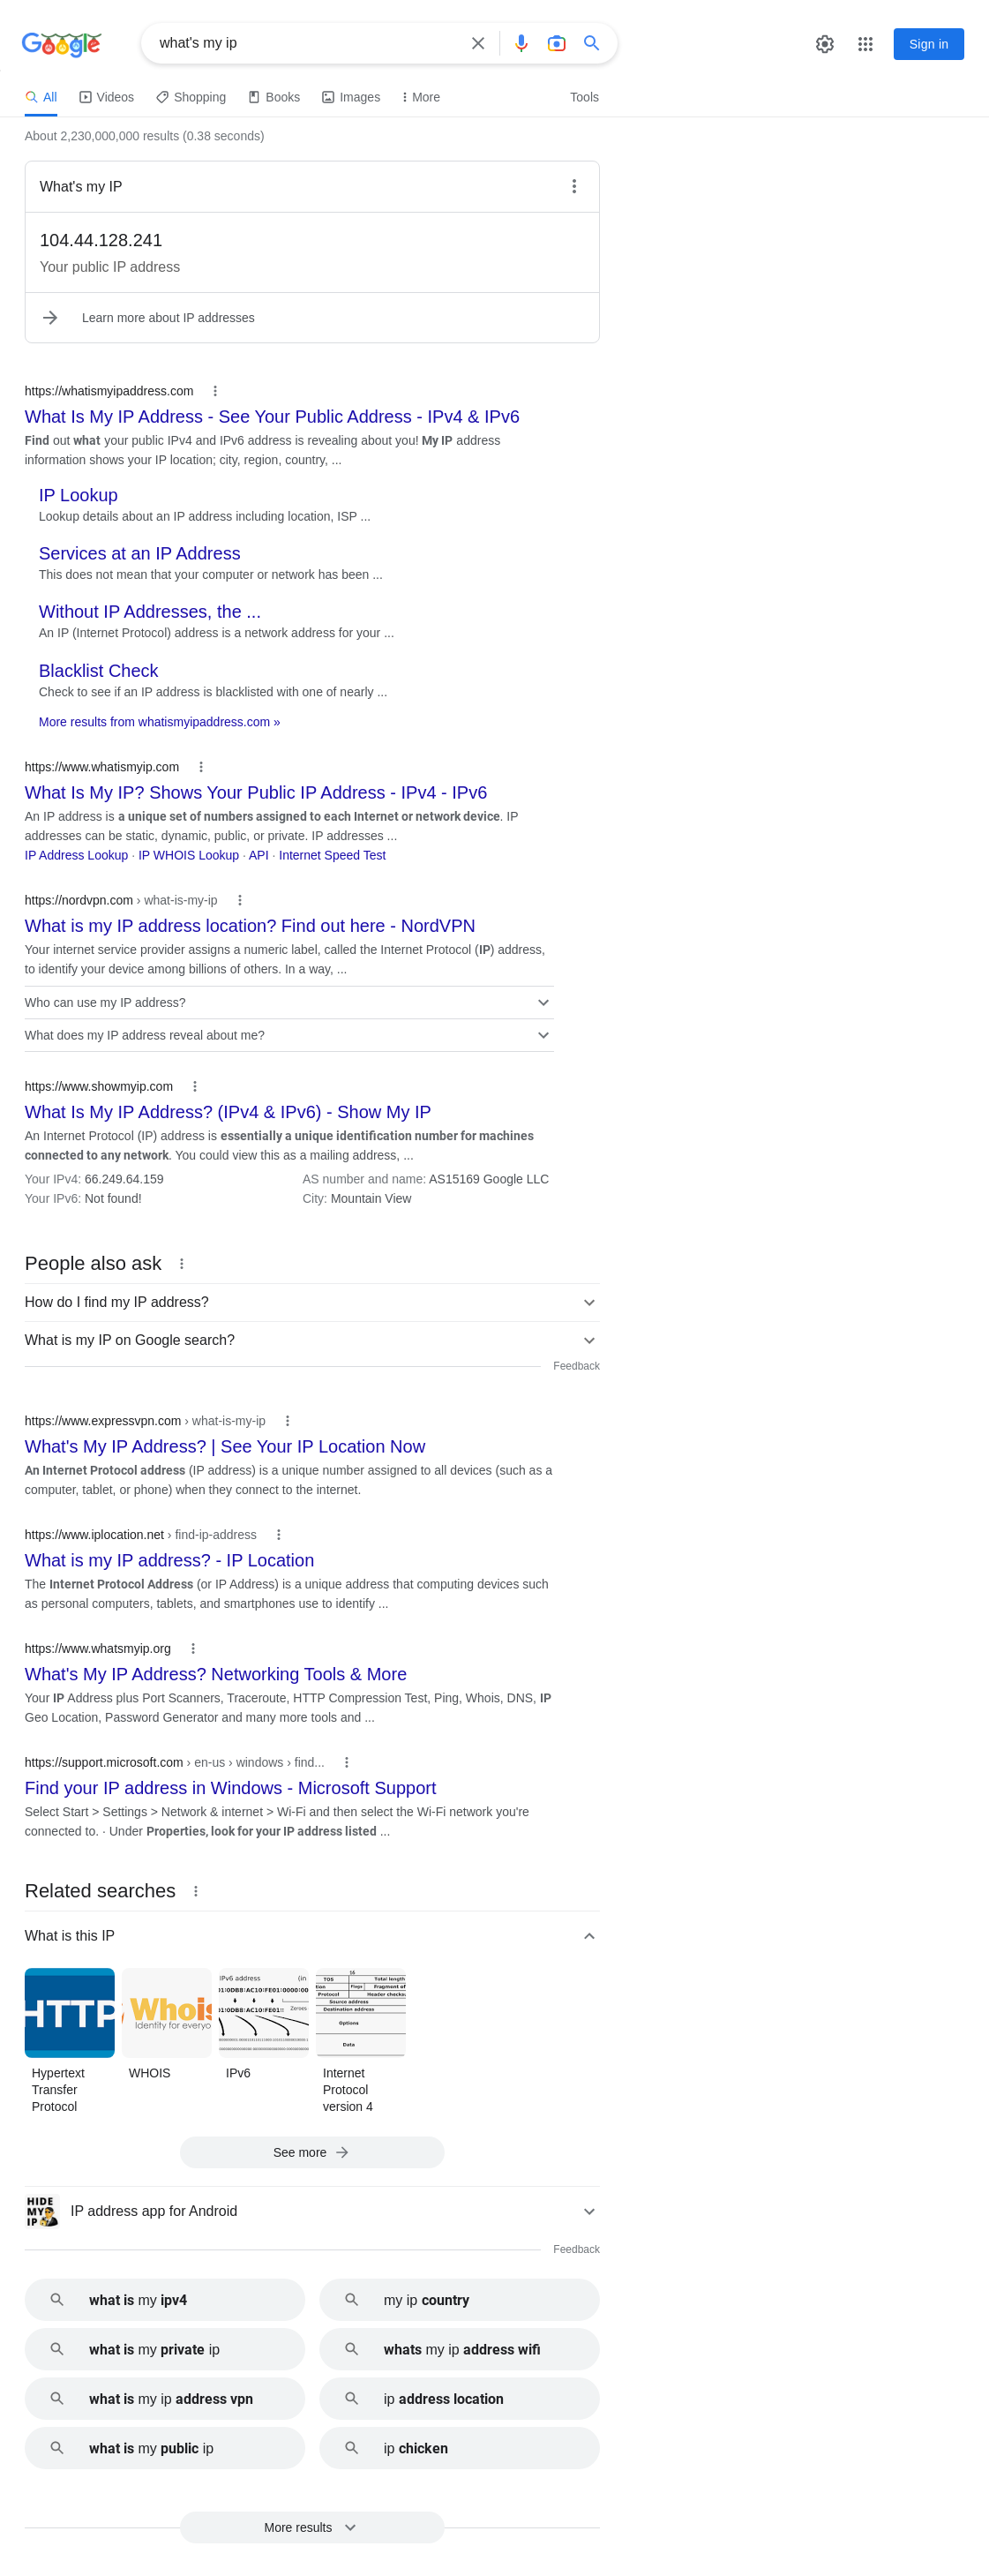 Google
what's my ip
Sign in
All
Videos
Shopping
Books
Images
More
Tools
About 2,230,000,000 results (0.38 seconds)
What's my IP
104.44.128.241
Your public IP address
Learn more about IP addresses
https://whatismyipaddress.com
What Is My IP Address - See Your Public Address - IPv4 & IPv6
Find out what your public IPv4 and IPv6 address is revealing about you! My IP address
information shows your IP location; city, region, country, ...
IP Lookup
Lookup details about an IP address including location, ISP ...
Services at an IP Address
This does not mean that your computer or network has been ...
Without IP Addresses, the ...
An IP (Internet Protocol) address is a network address for your ...
Blacklist Check
Check to see if an IP address is blacklisted with one of nearly ...
More results from whatismyipaddress.com »
https://www.whatismyip.com
What Is My IP? Shows Your Public IP Address - IPv4 - IPv6
An IP address is a unique set of numbers assigned to each Internet or network device. IP
addresses can be static, dynamic, public, or private. IP addresses ...
IP Address Lookup · IP WHOIS Lookup · API · Internet Speed Test
https://nordvpn.com › what-is-my-ip
What is my IP address location? Find out here - NordVPN
Your internet service provider assigns a numeric label, called the Internet Protocol (IP) address,
to identify your device among billions of others. In a way, ...
Who can use my IP address?
What does my IP address reveal about me?
https://www.showmyip.com
What Is My IP Address? (IPv4 & IPv6) - Show My IP
An Internet Protocol (IP) address is essentially a unique identification number for machines
connected to any network. You could view this as a mailing address, ...
Your IPv4: 66.249.64.159
AS number and name: AS15169 Google LLC
Your IPv6: Not found!
City: Mountain View
People also ask
How do I find my IP address?
What is my IP on Google search?
Feedback
https://www.expressvpn.com › what-is-my-ip
What's My IP Address? | See Your IP Location Now
An Internet Protocol address (IP address) is a unique number assigned to all devices (such as a
computer, tablet, or phone) when they connect to the internet.
https://www.iplocation.net › find-ip-address
What is my IP address? - IP Location
The Internet Protocol Address (or IP Address) is a unique address that computing devices such
as personal computers, tablets, and smartphones use to identify ...
https://www.whatsmyip.org
What's My IP Address? Networking Tools & More
Your IP Address plus Port Scanners, Traceroute, HTTP Compression Test, Ping, Whois, DNS, IP
Geo Location, Password Generator and many more tools and ...
https://support.microsoft.com › en-us › windows › find...
Find your IP address in Windows - Microsoft Support
Select Start > Settings > Network & internet > Wi-Fi and then select the Wi-Fi network you're
connected to. · Under Properties, look for your IP address listed ...
Related searches
What is this IP
HTTP
Whois
Identity for everyo
IPv6 address (in
Zeroes
16
TOS
Total length
Flags
Fragment of
Protocol
Header checksu
Source address
Destination address
Options
Data
Hypertext
Transfer
Protocol
WHOIS
IPv6
Internet
Protocol
version 4
See more
HIDE
MY
IP
IP address app for Android
Feedback
what is my ipv4
my ip country
what is my private ip
whats my ip address wifi
what is my ip address vpn
ip address location
what is my public ip
ip chicken
More results